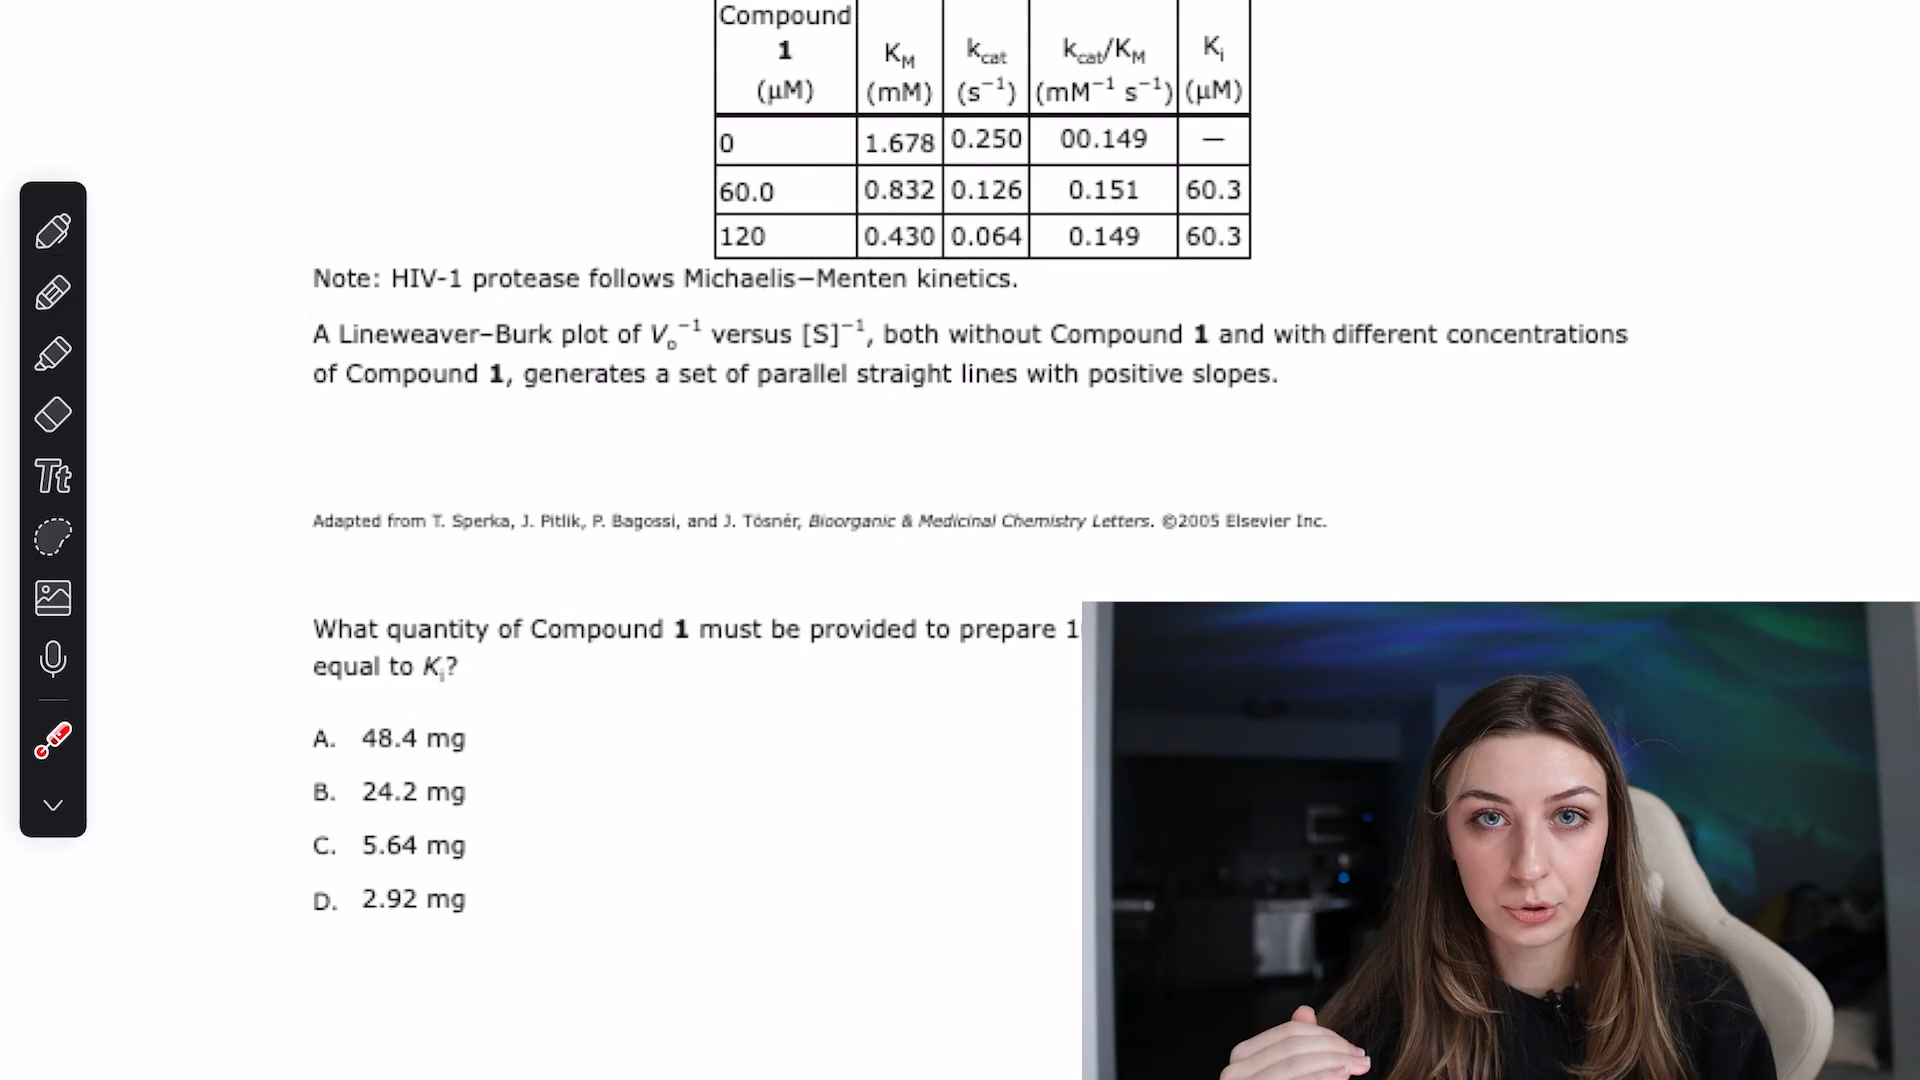 Compound
1
(μM)
K_M
(mM)
k_cat
(s⁻¹)
k_cat/K_M
(mM⁻¹ s⁻¹)
K_i
(μM)
0 1.678 0.250 00.149 —
60.0 0.832 0.126 0.151 60.3
120 0.430 0.064 0.149 60.3
Note: HIV-1 protease follows Michaelis–Menten kinetics.
A Lineweaver–Burk plot of V_o⁻¹ versus [S]⁻¹, both without Compound 1 and with different concentrations
of Compound 1, generates a set of parallel straight lines with positive slopes.
Adapted from T. Sperka, J. Pitlik, P. Bagossi, and J. Tösnér, Bioorganic & Medicinal Chemistry Letters. ©2005 Elsevier Inc.
What quantity of Compound 1 must be provided to prepare
equal to K_i?
A. 48.4 mg
B. 24.2 mg
C. 5.64 mg
D. 2.92 mg
Tt